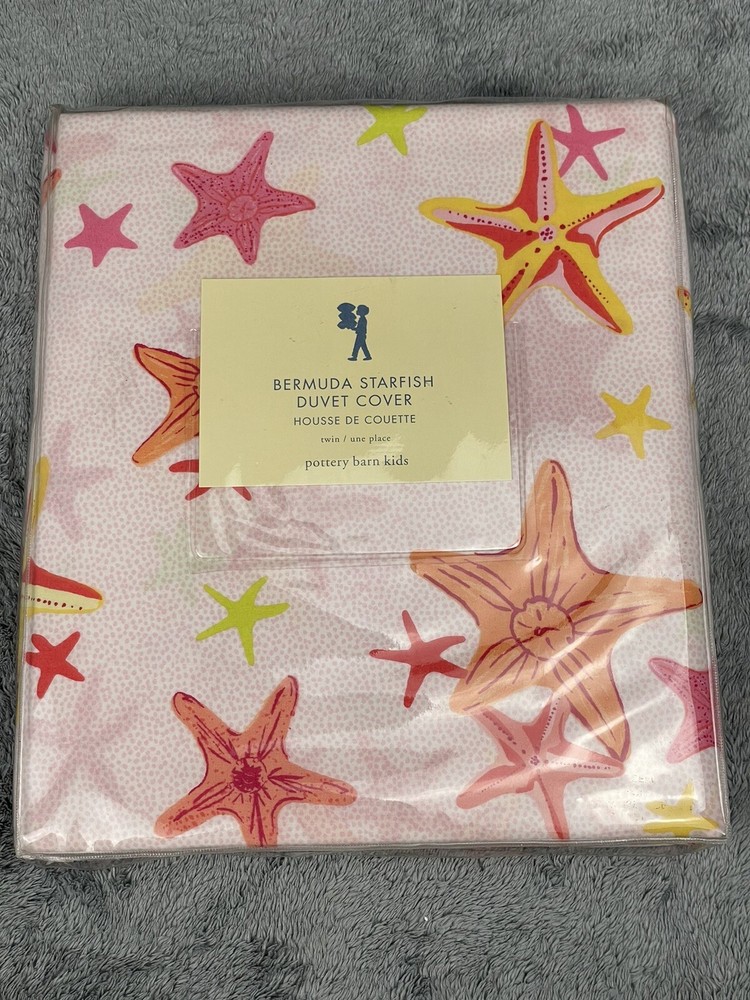 BERMUDA STARFISH
DUVET COVER
HOUSSE DE COUETTE
twin / une place
pottery barn kids